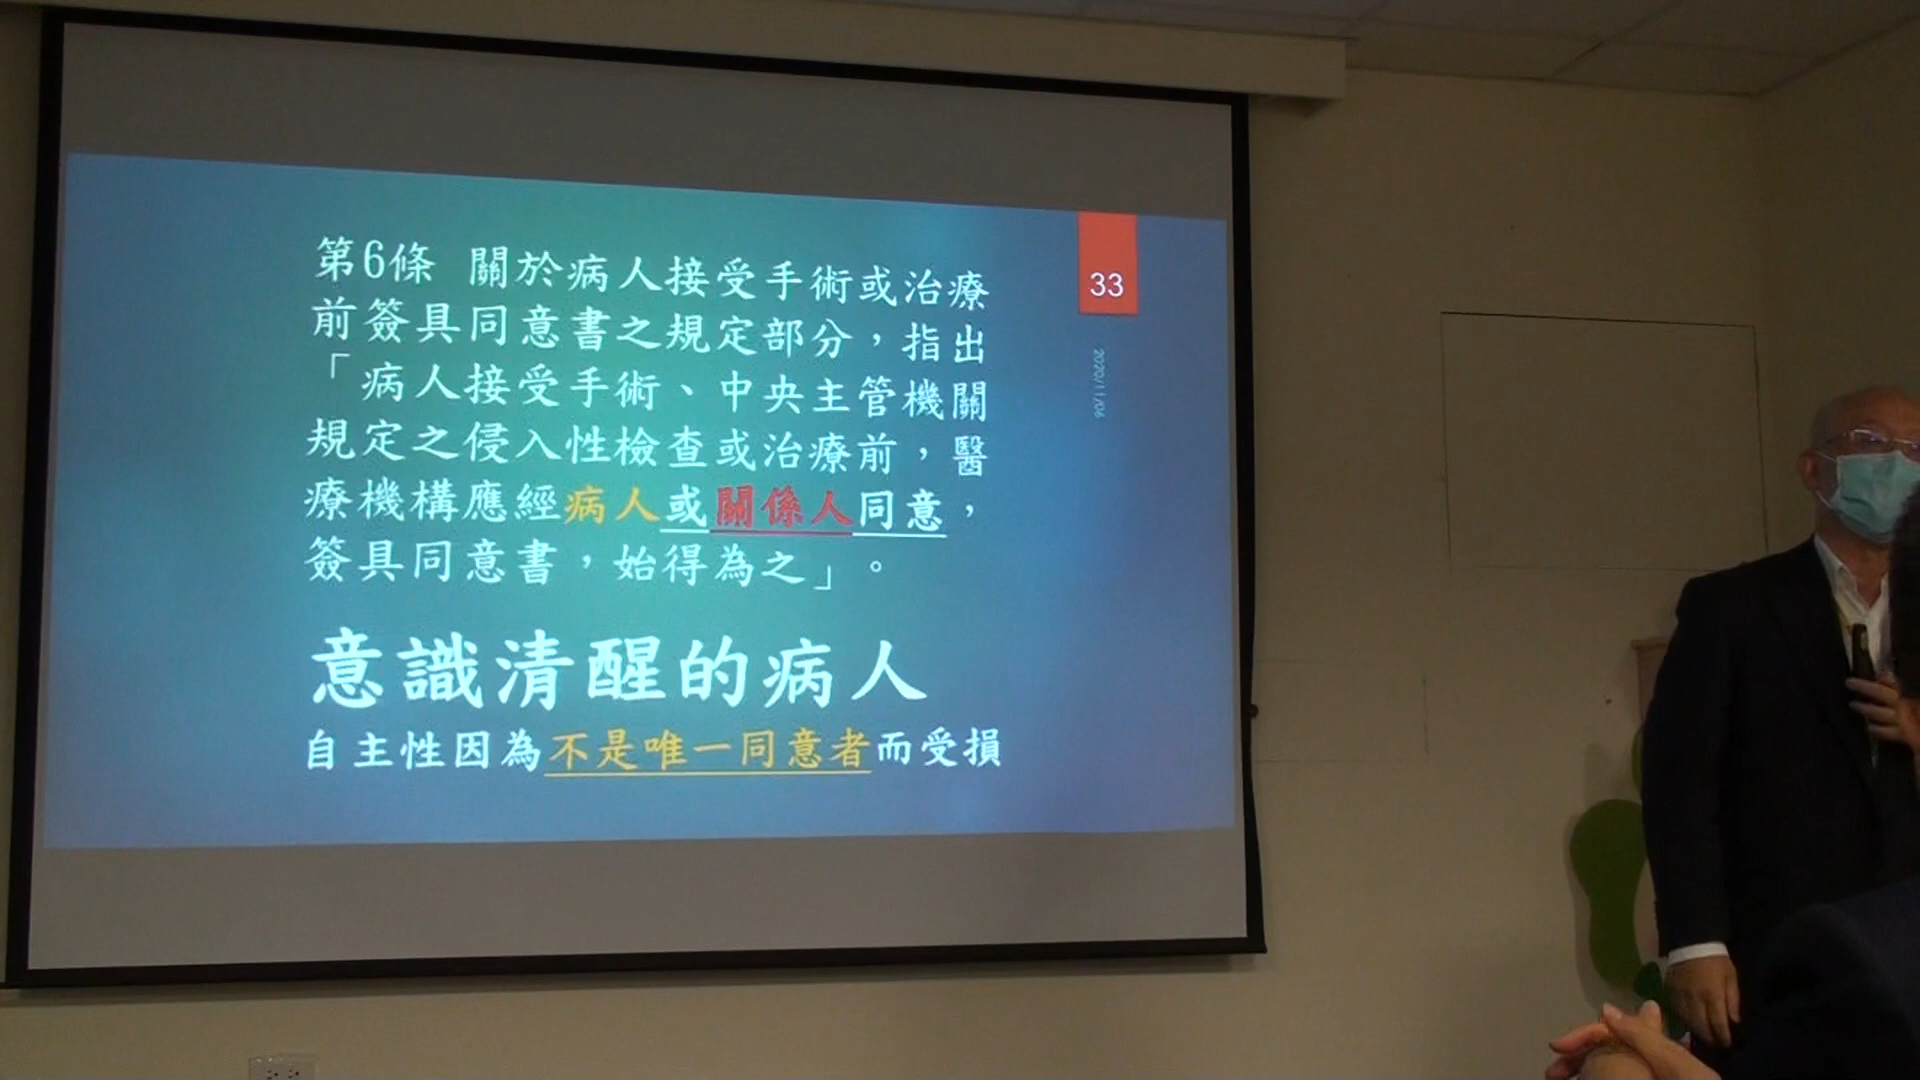 第6條 關於病人接受手術或治療
前簽具同意書之規定部分，指出
「病人接受手術、中央主管機關
規定之侵入性檢查或治療前，醫
療機構應經病人或關係人同意，
簽具同意書，始得為之」。
意識清醒的病人
自主性因為不是唯一同意者而受損
33
2020/11/06